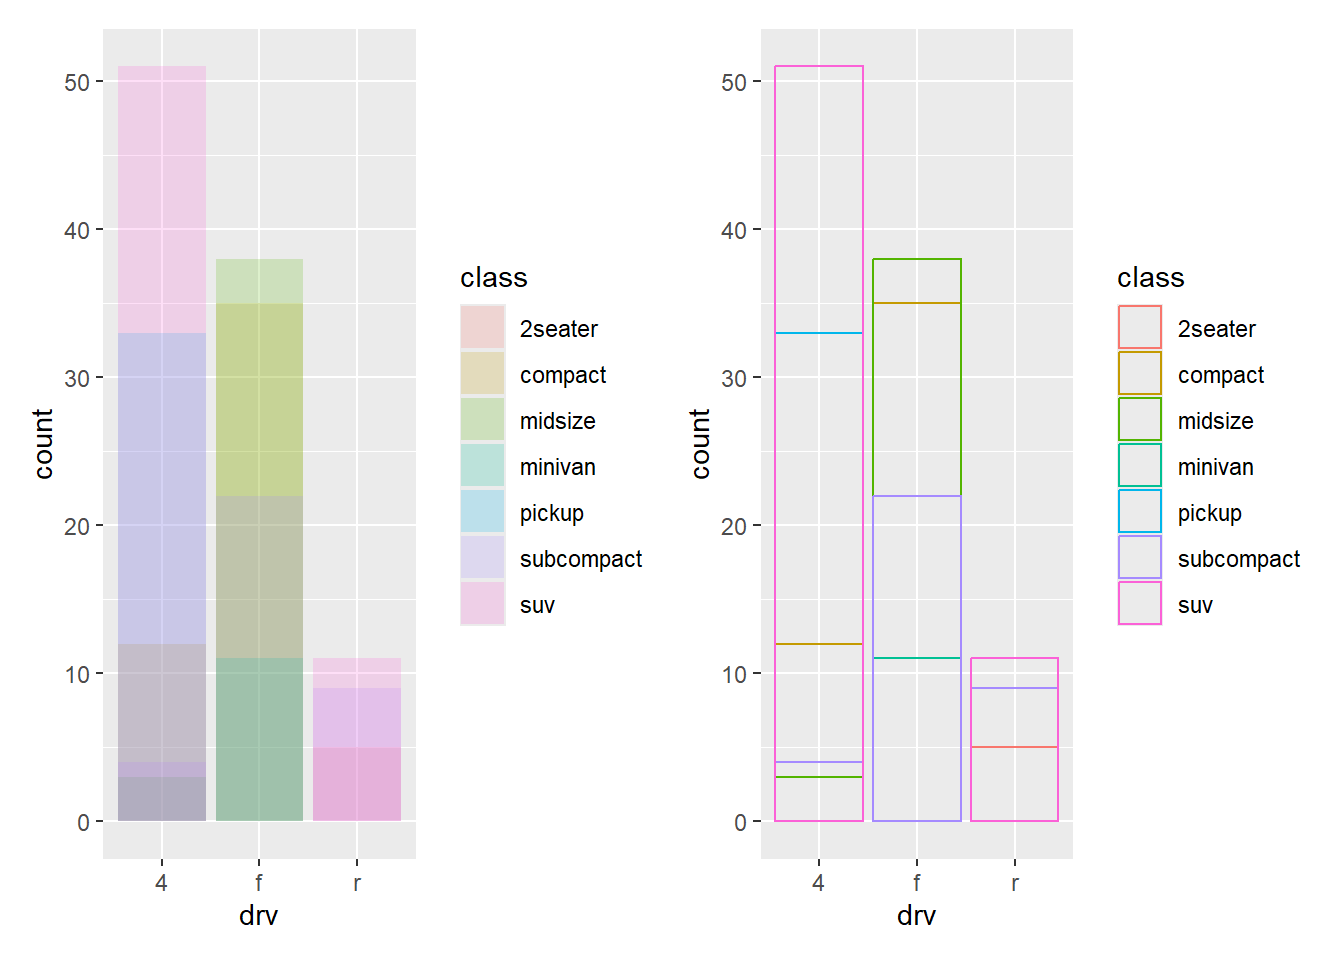 50
40
30
20
10
0
count
4 f r
drv
class
2seater
compact
midsize
minivan
pickup
subcompact
suv
50
40
30
20
10
0
count
4 f r
drv
class
2seater
compact
midsize
minivan
pickup
subcompact
suv